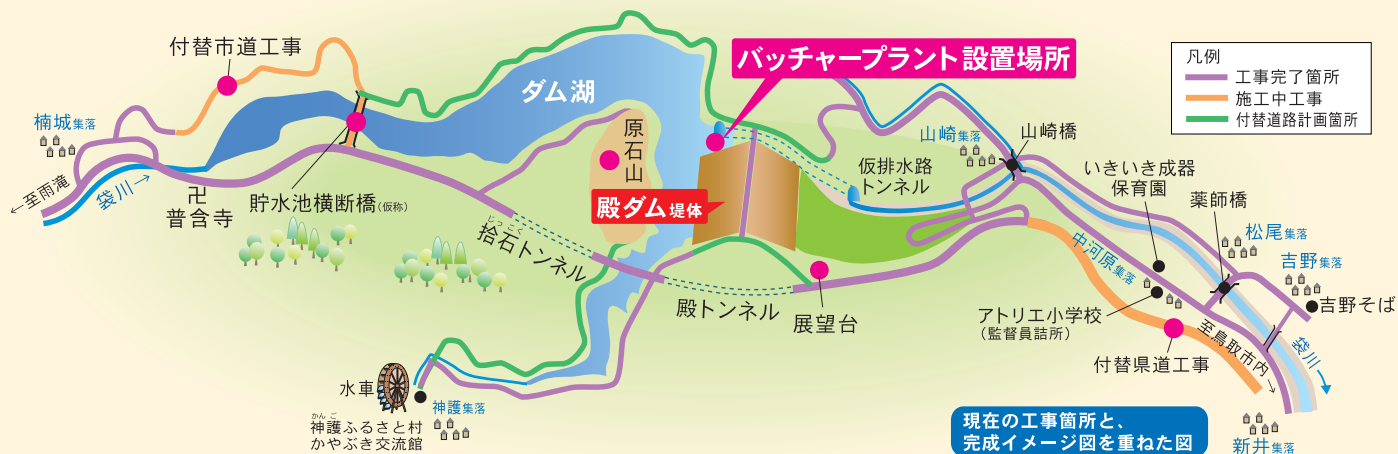 付替市道工事
楠城集落
←至雨滝
袋川→
卍
普含寺
貯水池横断橋(仮称)
ダム湖
原石山
バッチャープラント設置場所
殿ダム堤体
じっこく
拾石トンネル
殿トンネル
展望台
仮排水路
トンネル
山崎集落
山崎橋
いきいき成器
保育園
薬師橋
松尾集落
吉野集落
吉野そば
中河原集落
アトリエ小学校
(監督員詰所)
付替県道工事
至鳥取市内→
袋川
新井集落
水車
神護集落
かんご
神護ふるさと村
かやぶき交流館
凡例
工事完了箇所
施工中工事
付替道路計画箇所
現在の工事箇所と、
完成イメージ図を重ねた図